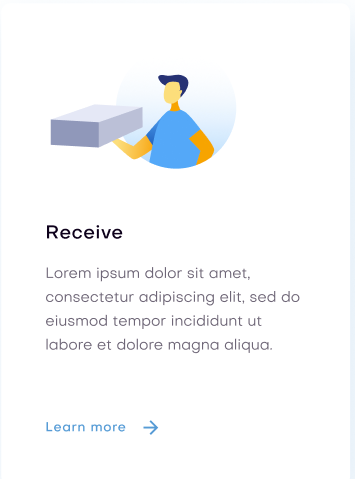 Receive
Lorem ipsum dolor sit amet,
consectetur adipiscing elit, sed do
eiusmod tempor incididunt ut
labore et dolore magna aliqua.
Learn more